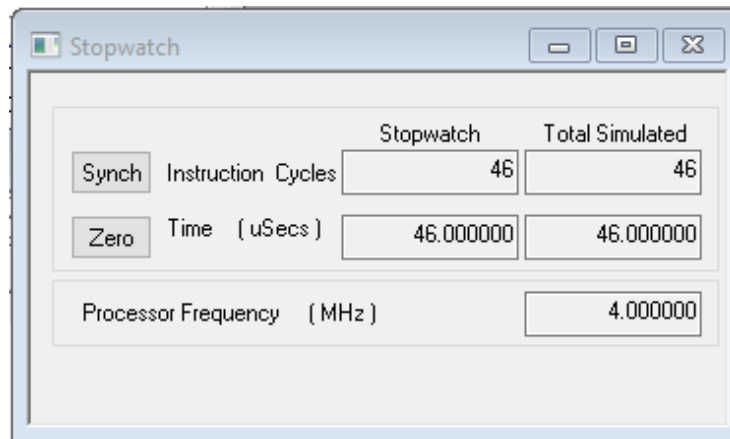 Stopwatch
Stopwatch Total Simulated
Synch Instruction Cycles 46 46
Zero Time (uSecs) 46.000000 46.000000
Processor Frequency (MHz) 4.000000